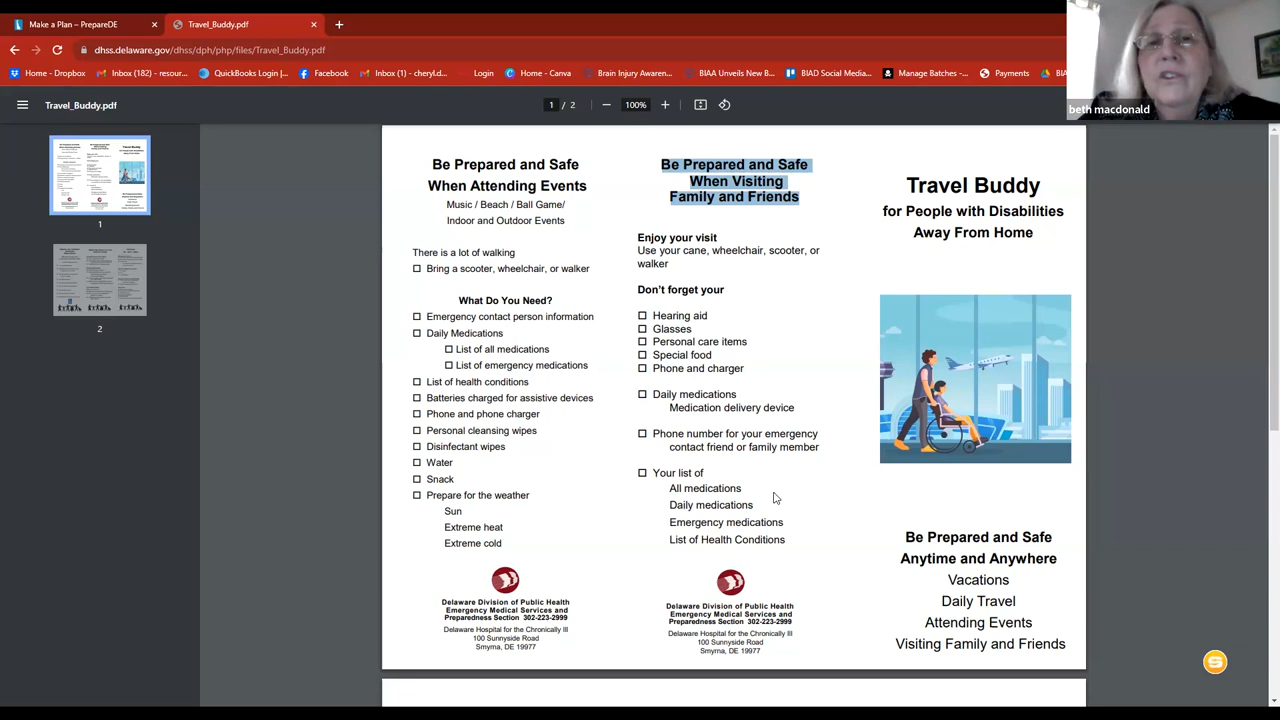 Make a Plan – PrepareDE
Travel_Buddy.pdf
dhss.delaware.gov/dhss/dph/php/files/Travel_Buddy.pdf
Home - Dropbox
Inbox (182) - resour...
QuickBooks Login |...
Facebook
Inbox (1) - cheryl.d...
Login
Home - Canva
Brain Injury Awaren...
BIAA Unveils New B...
BIAD Social Media...
Manage Batches -...
Payments
beth macdonald
Travel_Buddy.pdf
1 / 2
100%
1
2
Be Prepared and Safe
When Attending Events
Music / Beach / Ball Game/
Indoor and Outdoor Events
There is a lot of walking
Bring a scooter, wheelchair, or walker
What Do You Need?
Emergency contact person information
Daily Medications
List of all medications
List of emergency medications
List of health conditions
Batteries charged for assistive devices
Phone and phone charger
Personal cleansing wipes
Disinfectant wipes
Water
Snack
Prepare for the weather
Sun
Extreme heat
Extreme cold
Delaware Division of Public Health
Emergency Medical Services and
Preparedness Section 302-223-2999
Delaware Hospital for the Chronically Ill
100 Sunnyside Road
Smyrna, DE 19977
Be Prepared and Safe
When Visiting
Family and Friends
Enjoy your visit
Use your cane, wheelchair, scooter, or
walker
Don't forget your
Hearing aid
Glasses
Personal care items
Special food
Phone and charger
Daily medications
Medication delivery device
Phone number for your emergency
contact friend or family member
Your list of
All medications
Daily medications
Emergency medications
List of Health Conditions
Delaware Division of Public Health
Emergency Medical Services and
Preparedness Section 302-223-2999
Delaware Hospital for the Chronically Ill
100 Sunnyside Road
Smyrna, DE 19977
Travel Buddy
for People with Disabilities
Away From Home
Be Prepared and Safe
Anytime and Anywhere
Vacations
Daily Travel
Attending Events
Visiting Family and Friends